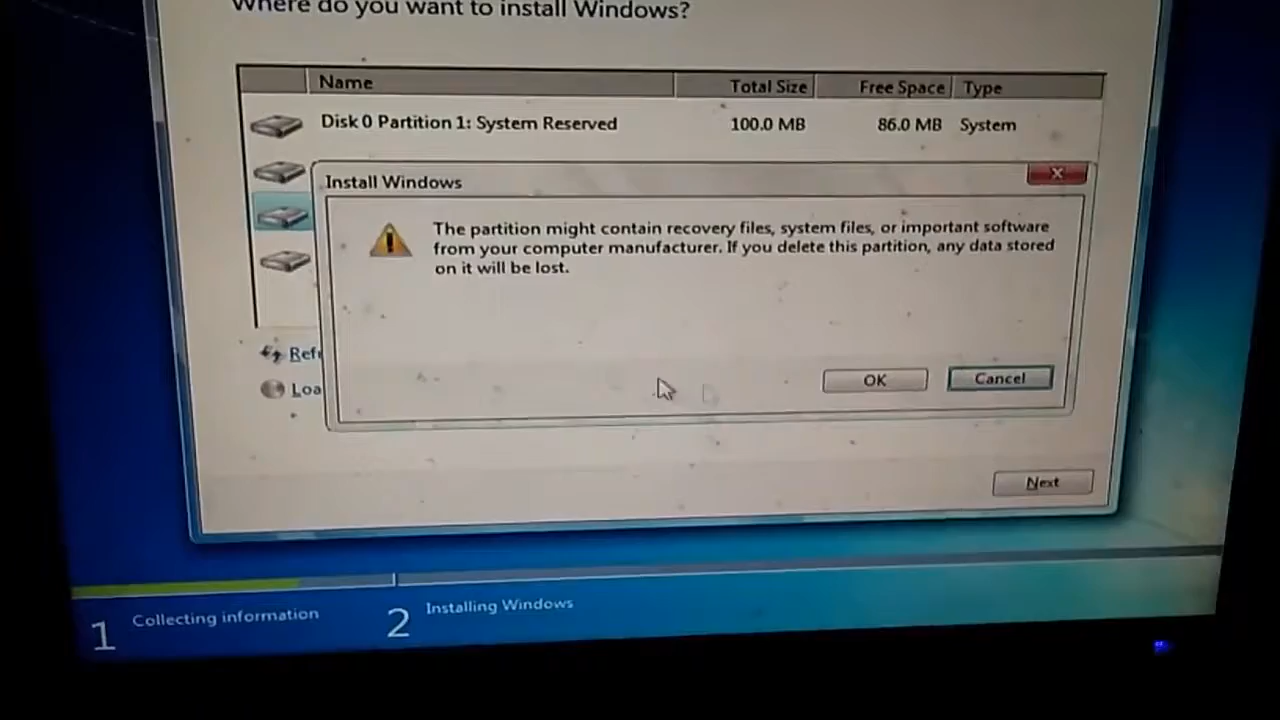 Where do you want to install Windows?
Name Total Size Free Space Type
Disk 0 Partition 1: System Reserved 100.0 MB 86.0 MB System
Install Windows
The partition might contain recovery files, system files, or important software
from your computer manufacturer. If you delete this partition, any data stored
on it will be lost.
Refr
Loa
OK Cancel
Next
1 Collecting information 2 Installing Windows